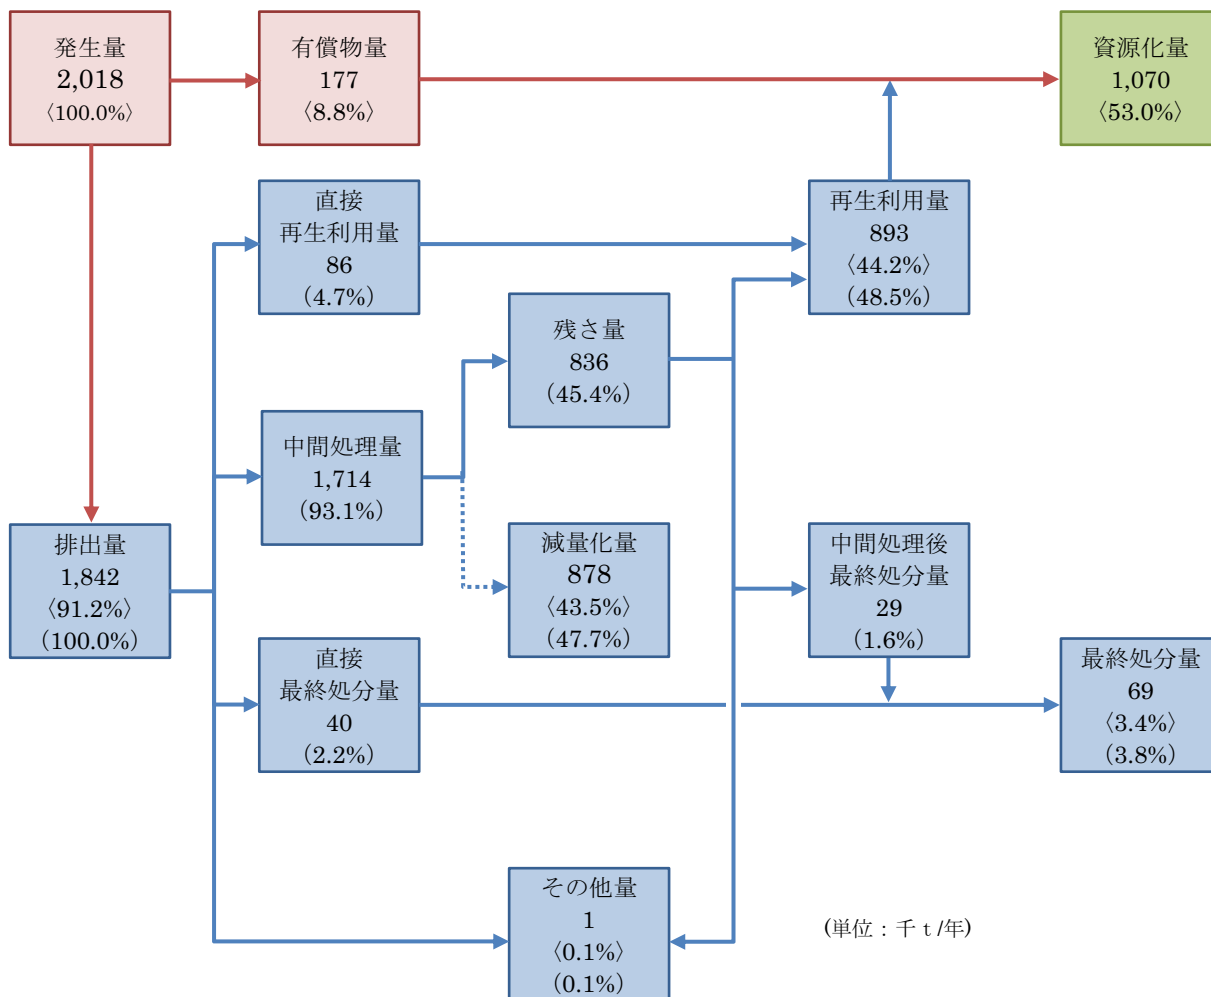 発生量
2,018
〈100.0%〉
有償物量
177
〈8.8%〉
資源化量
1,070
〈53.0%〉
直接
再生利用量
86
(4.7%)
再生利用量
893
〈44.2%〉
(48.5%)
残さ量
836
(45.4%)
中間処理量
1,714
(93.1%)
排出量
1,842
〈91.2%〉
(100.0%)
減量化量
878
〈43.5%〉
(47.7%)
中間処理後
最終処分量
29
(1.6%)
直接
最終処分量
40
(2.2%)
最終処分量
69
〈3.4%〉
(3.8%)
その他量
1
〈0.1%〉
(0.1%)
(単位：千ｔ/年)